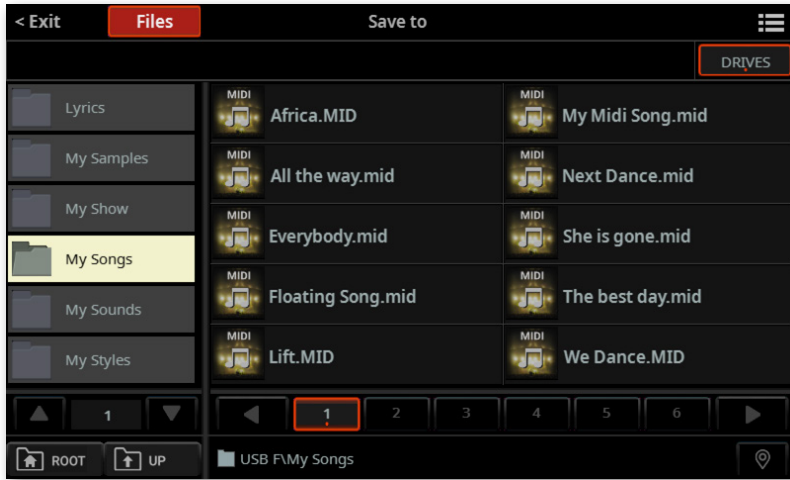 < Exit Files Save to
DRIVES
Lyrics
My Samples
My Show
My Songs
My Sounds
My Styles
MIDI Africa.MID
MIDI My Midi Song.mid
MIDI All the way.mid
MIDI Next Dance.mid
MIDI Everybody.mid
MIDI She is gone.mid
MIDI Floating Song.mid
MIDI The best day.mid
MIDI Lift.MID
MIDI We Dance.MID
1
1 2 3 4 5 6
ROOT UP
USB F\My Songs